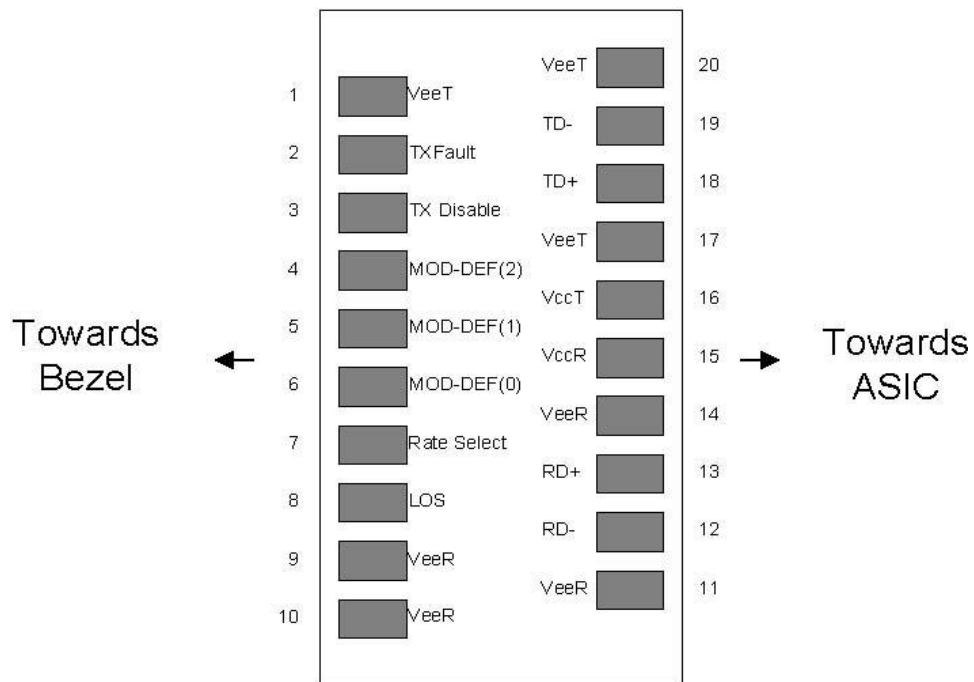 VeeT 20
1 VeeT
TD- 19
2 TXFault
TD+ 18
3 TX Disable
VeeT 17
4 MOD-DEF(2)
VccT 16
5 MOD-DEF(1)
Towards
Bezel
VccR 15
Towards
ASIC
6 MOD-DEF(0)
VeeR 14
7 Rate Select
RD+ 13
8 LOS
RD- 12
9 VeeR
VeeR 11
10 VeeR